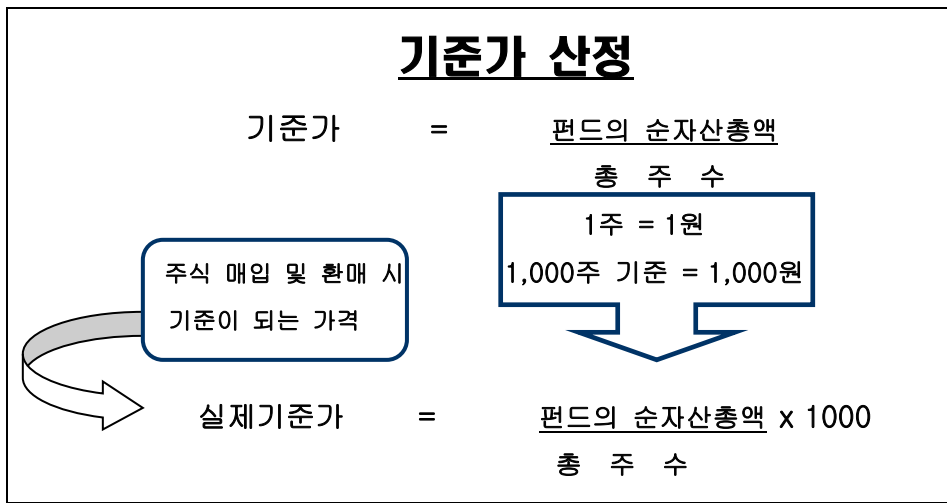 기준가 산정
기준가 = 펀드의 순자산총액
총 주 수
1주 = 1원
1,000주 기준 = 1,000원
주식 매입 및 환매 시
기준이 되는 가격
실제기준가 = 펀드의 순자산총액 x 1000
총 주 수